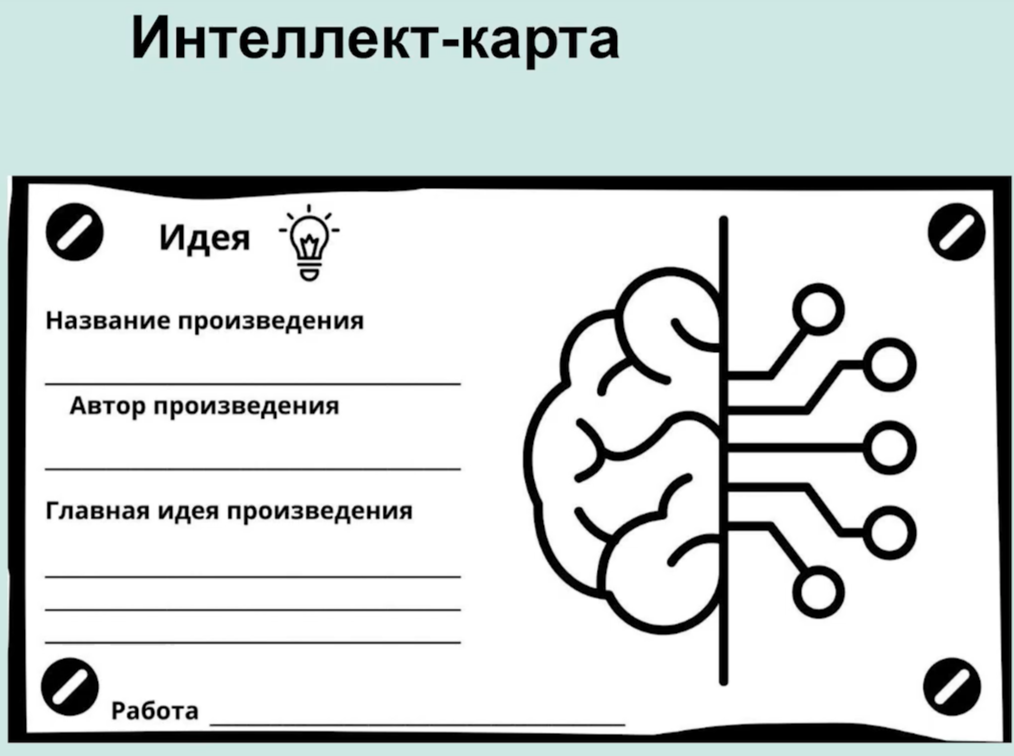 Интеллект-карта
Идея
Название произведения
Автор произведения
Главная идея произведения
Работа